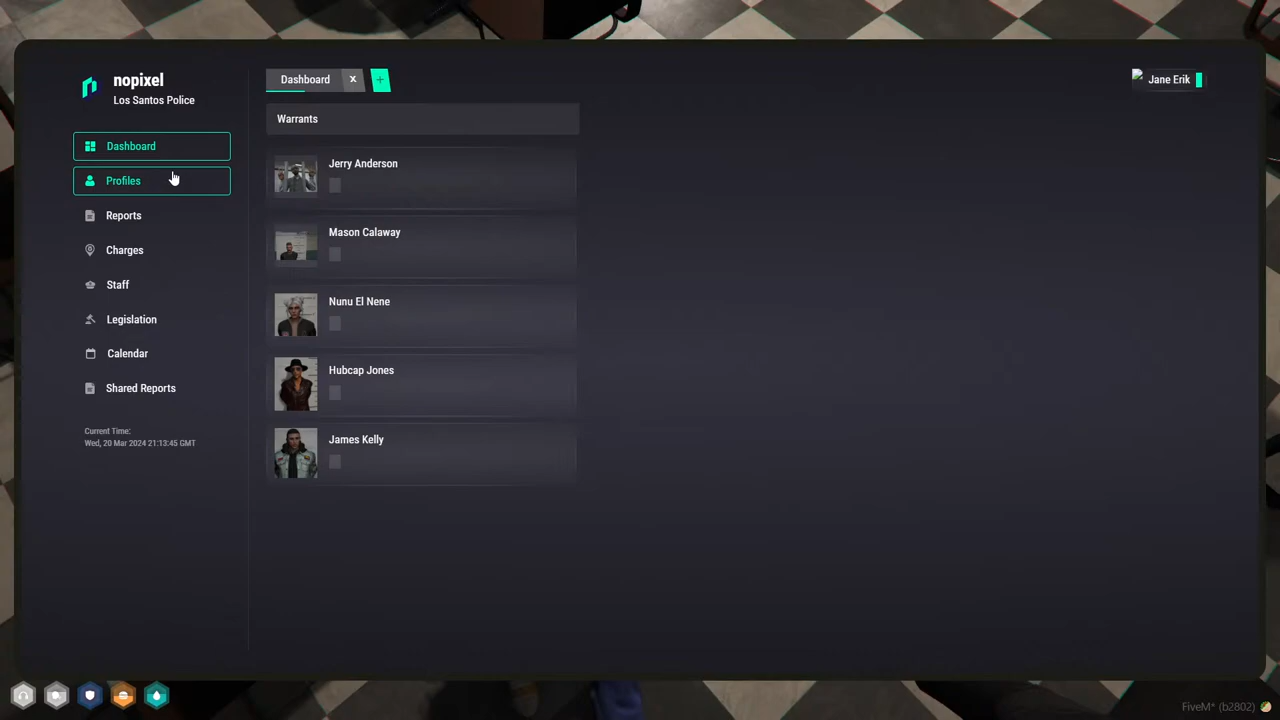 nopixel
Los Santos Police
Dashboard
Profiles
Reports
Charges
Staff
Legislation
Calendar
Shared Reports
Current Time:
Wed, 20 Mar 2024 21:13:45 GMT
Dashboard x +
Jane Erik
Warrants
Jerry Anderson
Mason Calaway
Nunu El Nene
Hubcap Jones
James Kelly
FiveM* (b2802)